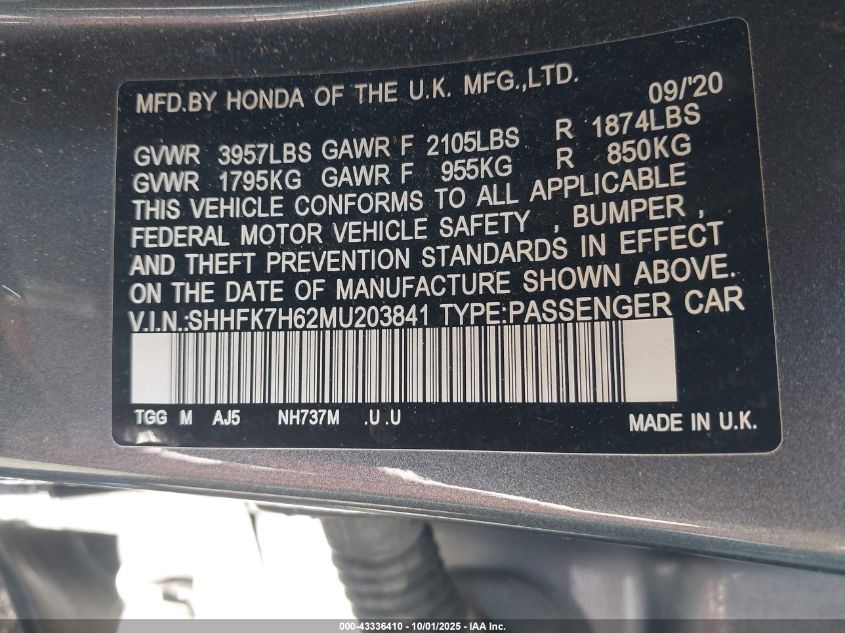 MFD.BY HONDA OF THE U.K. MFG.,LTD. 09/'20
GVWR 3957LBS GAWR F 2105LBS R 1874LBS
GVWR 1795KG GAWR F 955KG R 850KG
THIS VEHICLE CONFORMS TO ALL APPLICABLE
FEDERAL MOTOR VEHICLE SAFETY , BUMPER ,
AND THEFT PREVENTION STANDARDS IN EFFECT
ON THE DATE OF MANUFACTURE SHOWN ABOVE.
V.I.N.:SHHFK7H62MU203841 TYPE:PASSENGER CAR
TGG M AJ5 NH737M .U .U MADE IN U.K.
000-43336410 • 10/01/2025 • IAA Inc.